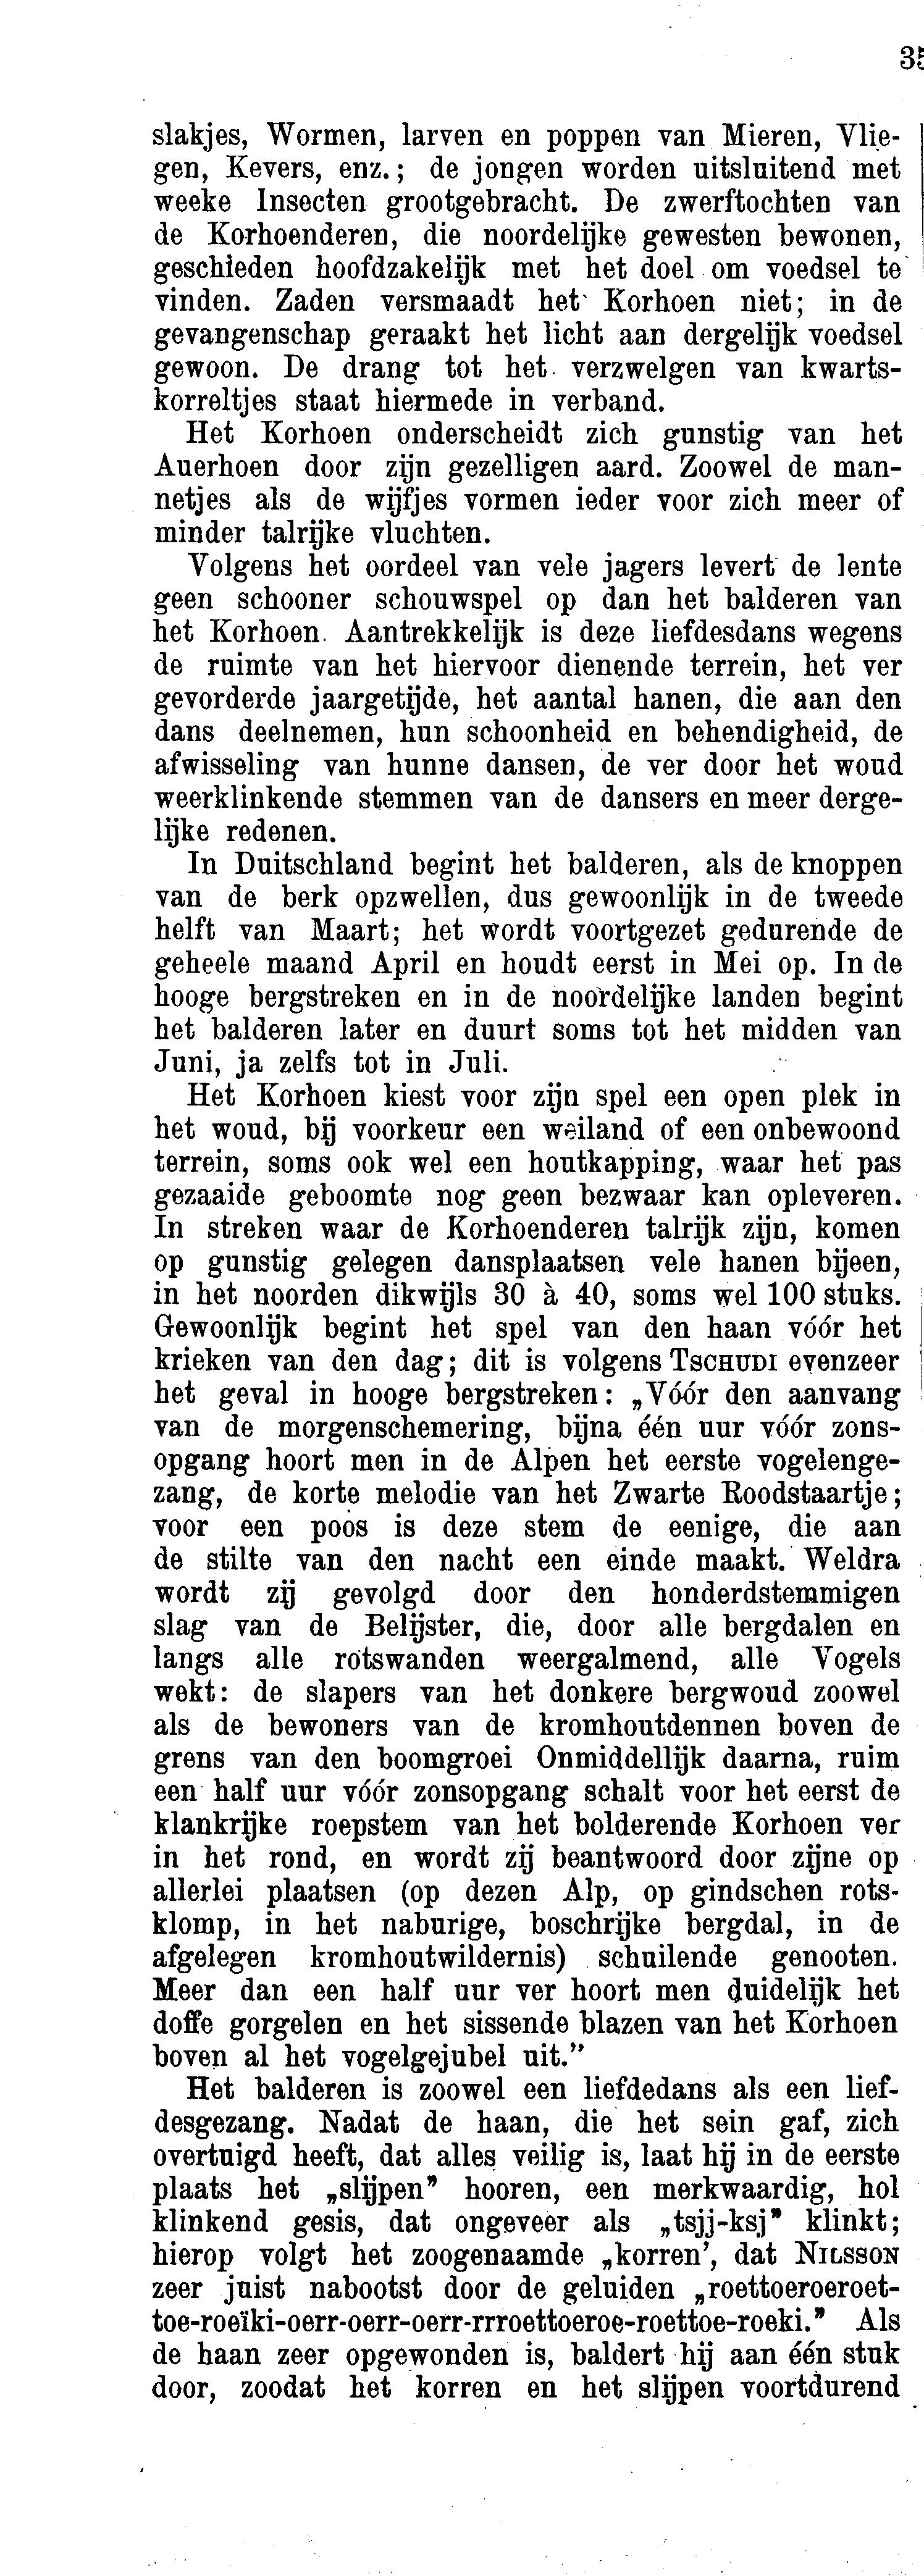 35
slakjes, Wormen, larven en poppen van Mieren, Vlie-
gen, Kevers, enz.; de jongen worden uitsluitend met
weeke Insecten grootgebracht. De zwerftochten van
de Korhoenderen, die noordelijke gewesten bewonen,
geschieden hoofdzakelijk met het doel om voedsel te
vinden. Zaden versmaadt het Korhoen niet; in de
gevangenschap geraakt het licht aan dergelijk voedsel
gewoon. De drang tot het verzwelgen van kwarts-
korreltjes staat hiermede in verband.
Het Korhoen onderscheidt zich gunstig van het
Auerhoen door zijn gezelligen aard. Zoowel de man-
netjes als de wijfjes vormen ieder voor zich meer of
minder talrijke vluchten.
Volgens het oordeel van vele jagers levert de lente
geen schooner schouwspel op dan het balderen van
het Korhoen. Aantrekkelijk is deze liefdesdans wegens
de ruimte van het hiervoor dienende terrein, het ver
gevorderde jaargetijde, het aantal hanen, die aan den
dans deelnemen, hun schoonheid en behendigheid, de
afwisseling van hunne dansen, de ver door het woud
weerklinkende stemmen van de dansers en meer derge-
lijke redenen.
In Duitschland begint het balderen, als de knoppen
van de berk opzwellen, dus gewoonlijk in de tweede
helft van Maart; het wordt voortgezet gedurende de
geheele maand April en houdt eerst in Mei op. In de
hooge bergstreken en in de noordelijke landen begint
het balderen later en duurt soms tot het midden van
Juni, ja zelfs tot in Juli.
Het Korhoen kiest voor zijn spel een open plek in
het woud, bij voorkeur een weiland of een onbewoond
terrein, soms ook wel een houtkapping, waar het pas
gezaaide geboomte nog geen bezwaar kan opleveren.
In streken waar de Korhoenderen talrijk zijn, komen
op gunstig gelegen dansplaatsen vele hanen bijeen,
in het noorden dikwijls 30 à 40, soms wel 100 stuks.
Gewoonlijk begint het spel van den haan vóór het
krieken van den dag; dit is volgens TSCHUDI evenzeer
het geval in hooge bergstreken: „Vóór den aanvang
van de morgenschemering, bijna één uur vóór zons-
opgang hoort men in de Alpen het eerste vogelenge-
zang, de korte melodie van het Zwarte Roodstaartje;
voor een poos is deze stem de eenige, die aan
de stilte van den nacht een einde maakt. Weldra
wordt zij gevolgd door den honderdstemmigen
slag van de Belijster, die, door alle bergdalen en
langs alle rotswanden weergalmend, alle Vogels
wekt: de slapers van het donkere bergwoud zoowel
als de bewoners van de kromhoutdennen boven de
grens van den boomgroei Onmiddellijk daarna, ruim
een half uur vóór zonsopgang schalt voor het eerst de
klankrijke roepstem van het bolderende Korhoen ver
in het rond, en wordt zij beantwoord door zijne op
allerlei plaatsen (op dezen Alp, op gindschen rots-
klomp, in het naburige, boschrijke bergdal, in de
afgelegen kromhoutwildernis) schuilende genooten.
Meer dan een half uur ver hoort men duidelijk het
doffe gorgelen en het sissende blazen van het Korhoen
boven al het vogelgejubel uit.”
Het balderen is zoowel een liefdedans als een lief-
desgezang. Nadat de haan, die het sein gaf, zich
overtuigd heeft, dat alles veilig is, laat hij in de eerste
plaats het „slijpen” hooren, een merkwaardig, hol
klinkend gesis, dat ongeveer als „tsjj-ksj” klinkt;
hierop volgt het zoogenaamde „korren’, dat NILSSON
zeer juist nabootst door de geluiden „roettoeroeroet-
toe-roeïki-oerr-oerr-oerr-rrroettoeroe-roettoe-roeki.” Als
de haan zeer opgewonden is, baldert hij aan één stuk
door, zoodat het korren en het slijpen voortdurend